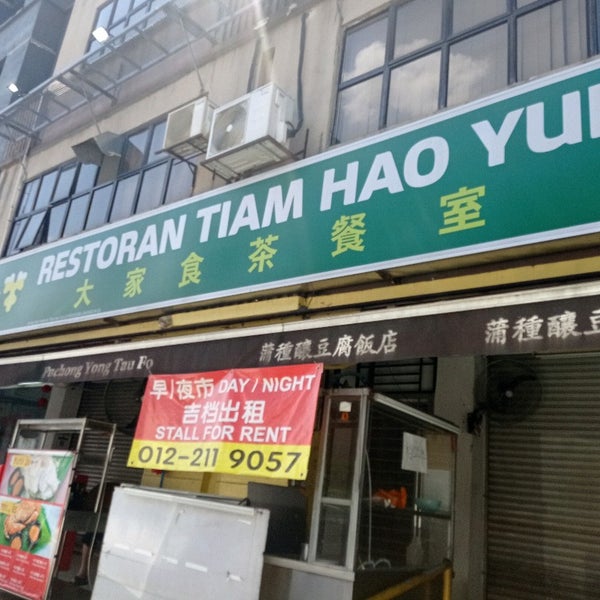 RESTORAN TIAM HAO YU
大家食茶餐室
Puchong Yong Tau Fo
蒲種釀豆腐飯店
蒲種釀豆
早/夜市 DAY / NIGHT
吉档出租
STALL FOR RENT
012-211 9057